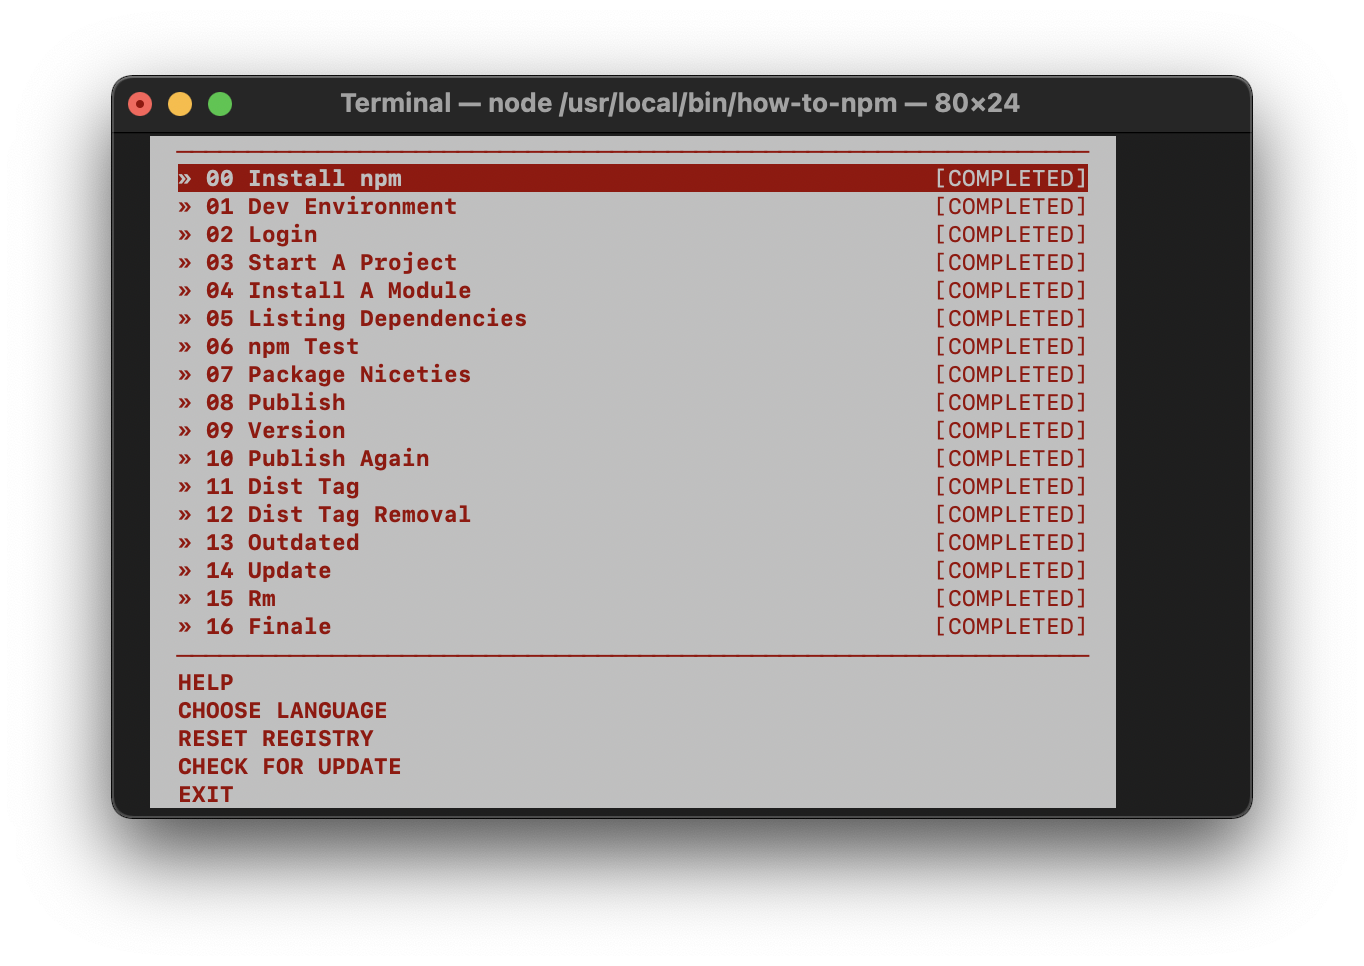 Terminal — node /usr/local/bin/how-to-npm — 80×24
» 00 Install npm [COMPLETED]
» 01 Dev Environment [COMPLETED]
» 02 Login [COMPLETED]
» 03 Start A Project [COMPLETED]
» 04 Install A Module [COMPLETED]
» 05 Listing Dependencies [COMPLETED]
» 06 npm Test [COMPLETED]
» 07 Package Niceties [COMPLETED]
» 08 Publish [COMPLETED]
» 09 Version [COMPLETED]
» 10 Publish Again [COMPLETED]
» 11 Dist Tag [COMPLETED]
» 12 Dist Tag Removal [COMPLETED]
» 13 Outdated [COMPLETED]
» 14 Update [COMPLETED]
» 15 Rm [COMPLETED]
» 16 Finale [COMPLETED]
HELP
CHOOSE LANGUAGE
RESET REGISTRY
CHECK FOR UPDATE
EXIT